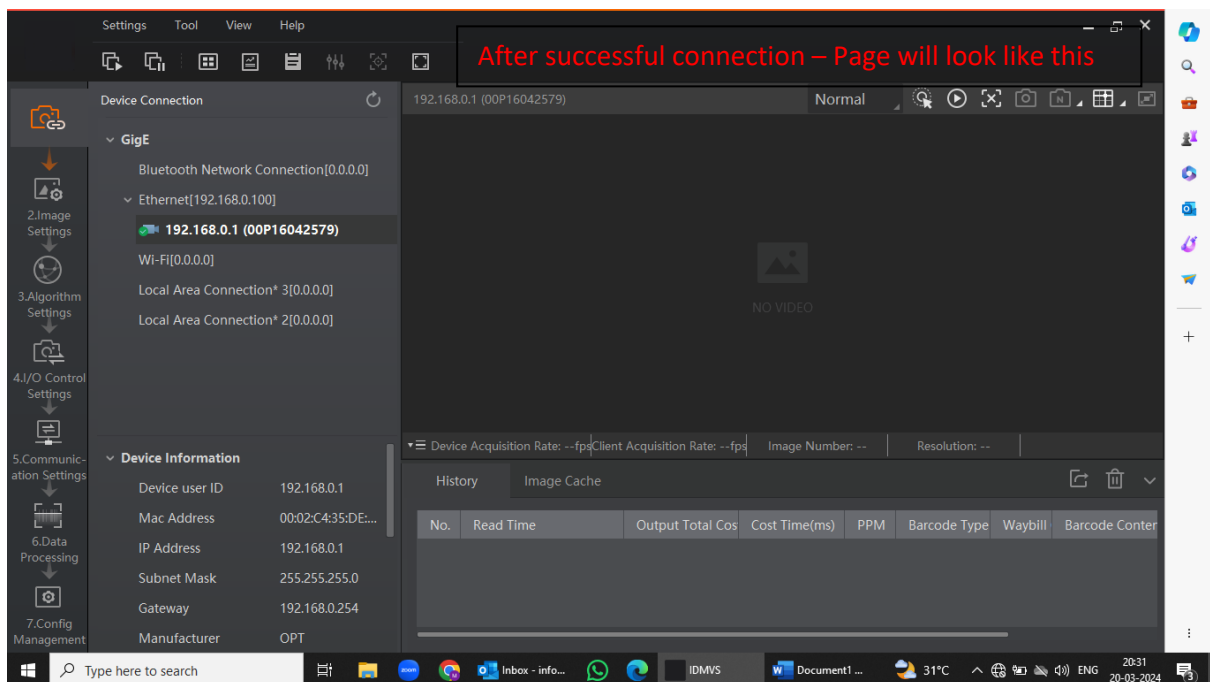 Settings Tool View Help
After successful connection – Page will look like this
Device Connection
192.168.0.1 (00P16042579)
Normal
GigE
Bluetooth Network Connection[0.0.0.0]
Ethernet[192.168.0.100]
192.168.0.1 (00P16042579)
Wi-Fi[0.0.0.0]
Local Area Connection* 3[0.0.0.0]
Local Area Connection* 2[0.0.0.0]
2.Image
Settings
3.Algorithm
Settings
4.I/O Control
Settings
5.Communic-
ation Settings
6.Data
Processing
7.Config
Management
NO VIDEO
Device Acquisition Rate: --fps Client Acquisition Rate: --fps Image Number: -- Resolution: --
Device Information
Device user ID 192.168.0.1
Mac Address 00:02:C4:35:DE:...
IP Address 192.168.0.1
Subnet Mask 255.255.255.0
Gateway 192.168.0.254
Manufacturer OPT
History Image Cache
No. Read Time Output Total Cos Cost Time(ms) PPM Barcode Type Waybill Barcode Conter
Type here to search
zoom
Inbox - info...
IDMVS
Document1 ...
31°C
ENG
20:31
20-03-2024
3